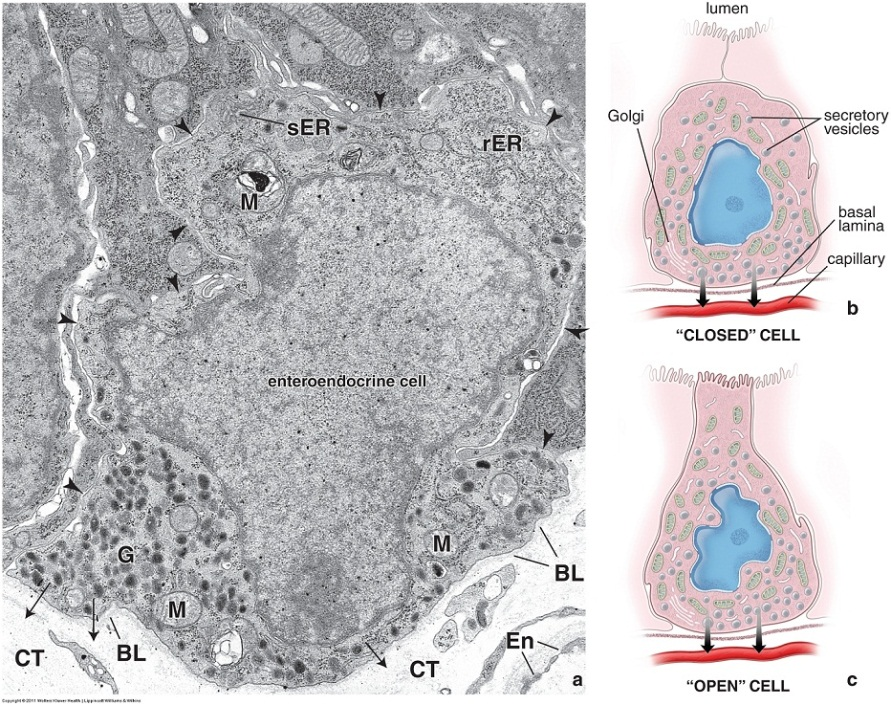 sER
rER
M
enteroendocrine cell
G
M
M
BL
BL
CT
CT
En
a
Copyright © 2011 Wolters Kluwer Health | Lippincott Williams & Wilkins
lumen
Golgi
secretory
vesicles
basal
lamina
capillary
b
“CLOSED” CELL
c
“OPEN” CELL